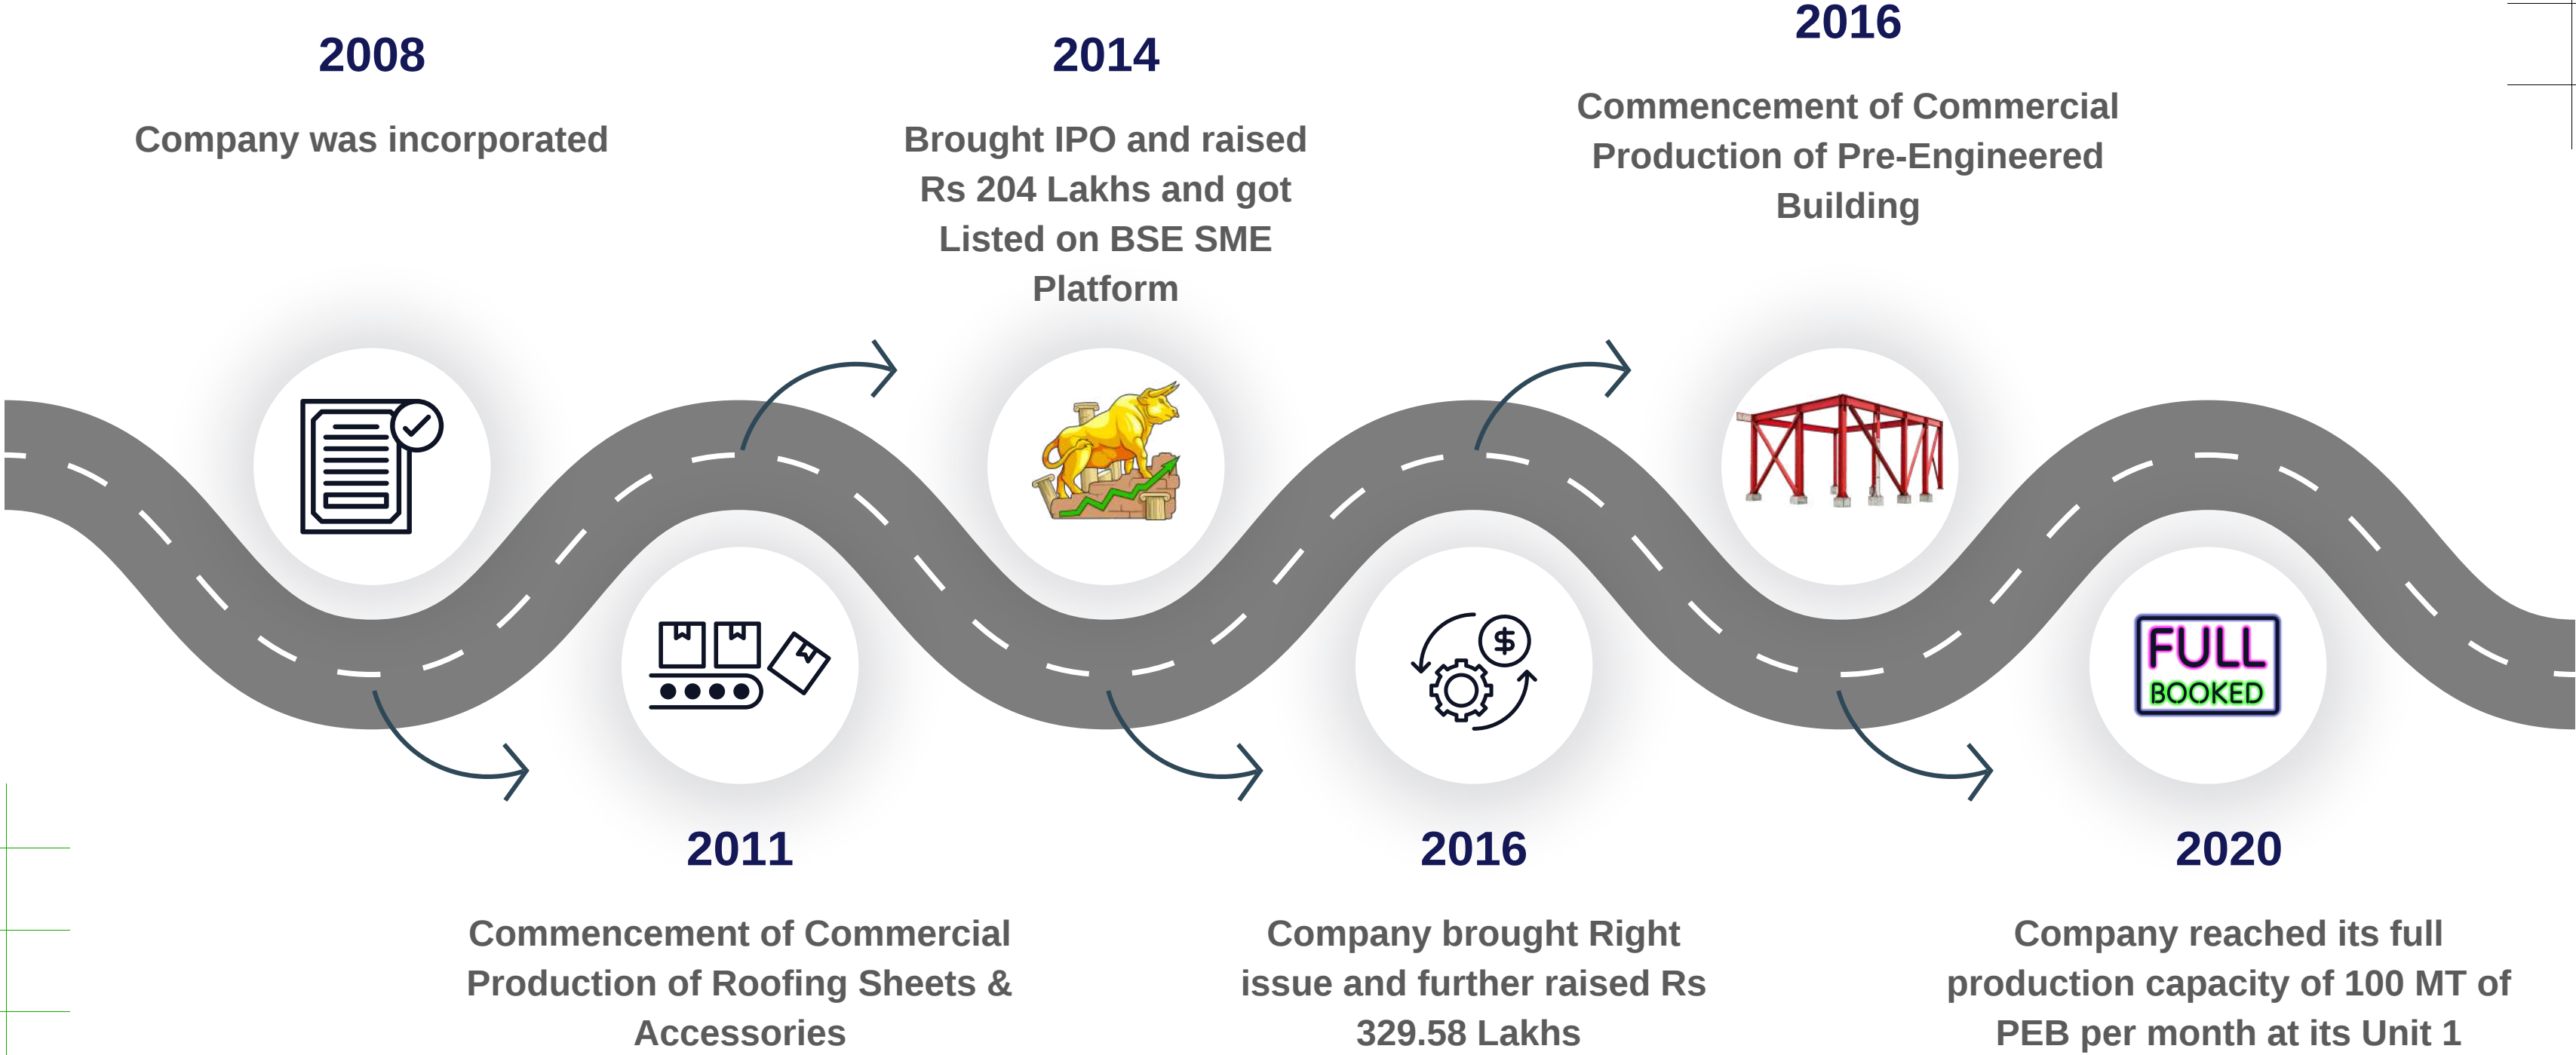 2008
Company was incorporated
2014
Brought IPO and raised
Rs 204 Lakhs and got
Listed on BSE SME
Platform
2016
Commencement of Commercial
Production of Pre-Engineered
Building
$
FULL
BOOKED
2011
Commencement of Commercial
Production of Roofing Sheets &
Accessories
2016
Company brought Right
issue and further raised Rs
329.58 Lakhs
2020
Company reached its full
production capacity of 100 MT of
PEB per month at its Unit 1